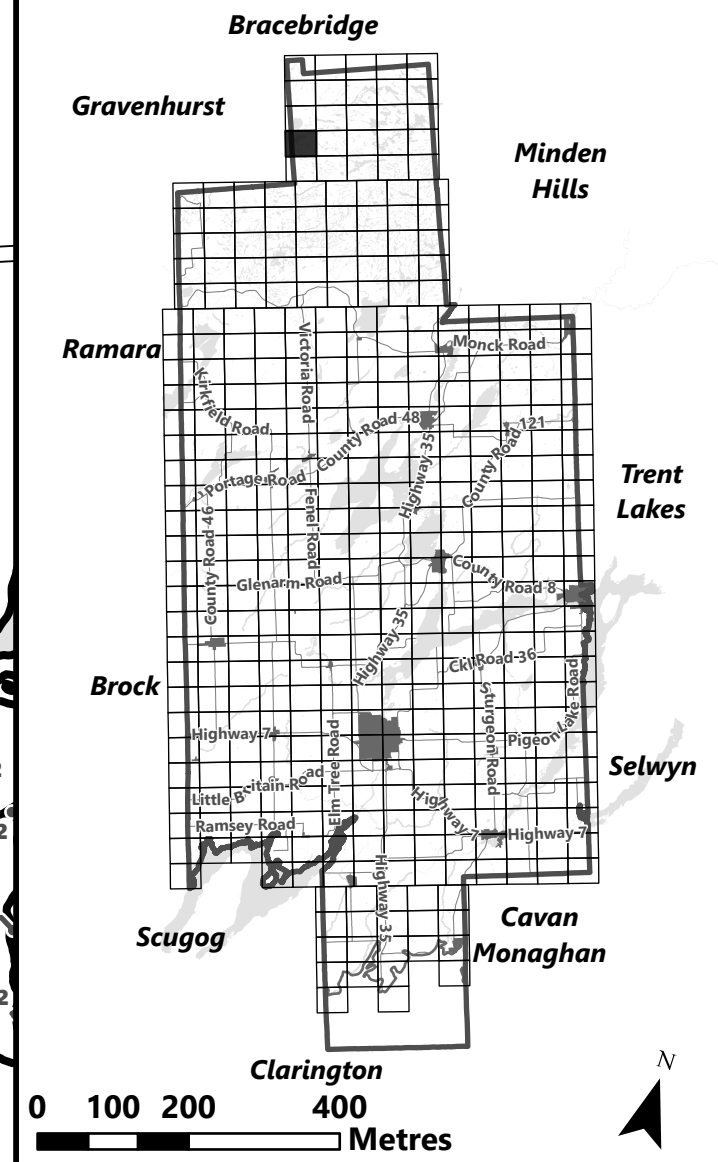 Bracebridge
Gravenhurst
Minden
Hills
Ramara
Victoria Road
Monck Road
Kirkfield Road
County Road 48
Highway 35
County Road 121
Portage Road
Trent
Lakes
Fenel Road
County Road 46
Glenarm Road
County Road 8
Highway 35
Ckl Road 36
Brock
Sturgeon Road
Pigeon Lake Road
Highway 7
Elm Tree Road
Selwyn
Little Britain Road
Highway 7
Ramsey Road
Highway 7
Highway 35
Scugog
Cavan
Monaghan
Clarington
N
0 100 200 400
Metres
2
2